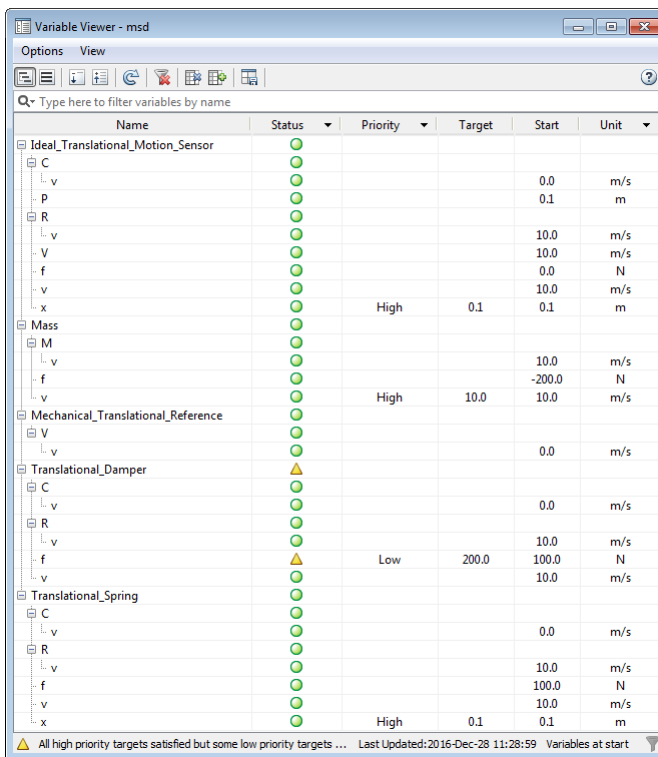 Variable Viewer - msd
Options View
Type here to filter variables by name
Name Status Priority Target Start Unit
Ideal_Translational_Motion_Sensor
C
v 0.0 m/s
P 0.1 m
R
v 10.0 m/s
V 10.0 m/s
f 0.0 N
v 10.0 m/s
x High 0.1 0.1 m
Mass
M
v 10.0 m/s
f -200.0 N
v High 10.0 10.0 m/s
Mechanical_Translational_Reference
V
v 0.0 m/s
Translational_Damper
C
v 0.0 m/s
R
v 10.0 m/s
f Low 200.0 100.0 N
v 10.0 m/s
Translational_Spring
C
v 0.0 m/s
R
v 10.0 m/s
f 100.0 N
v 10.0 m/s
x High 0.1 0.1 m
All high priority targets satisfied but some low priority targets ... Last Updated:2016-Dec-28 11:28:59 Variables at start